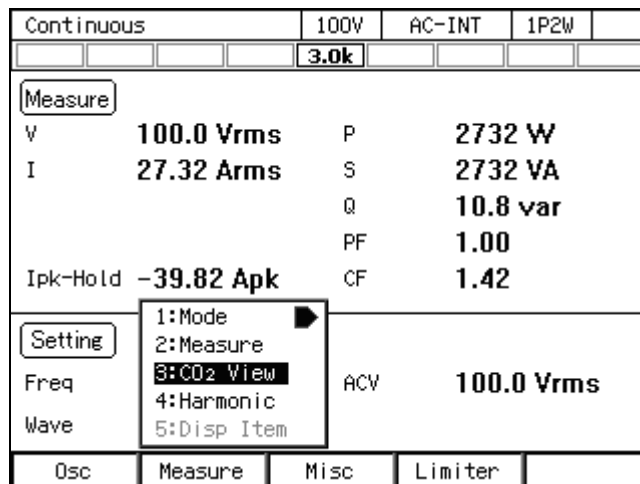 Continuous 100V AC-INT 1P2W
3.0k
Measure
V 100.0 Vrms P 2732 W
I 27.32 Arms S 2732 VA
Q 10.8 var
PF 1.00
Ipk-Hold -39.82 Apk CF 1.42
1:Mode
Setting 2:Measure
3:CO₂ View
Freq ACV 100.0 Vrms
4:Harmonic
Wave 5:Disp Item
Osc Measure Misc Limiter